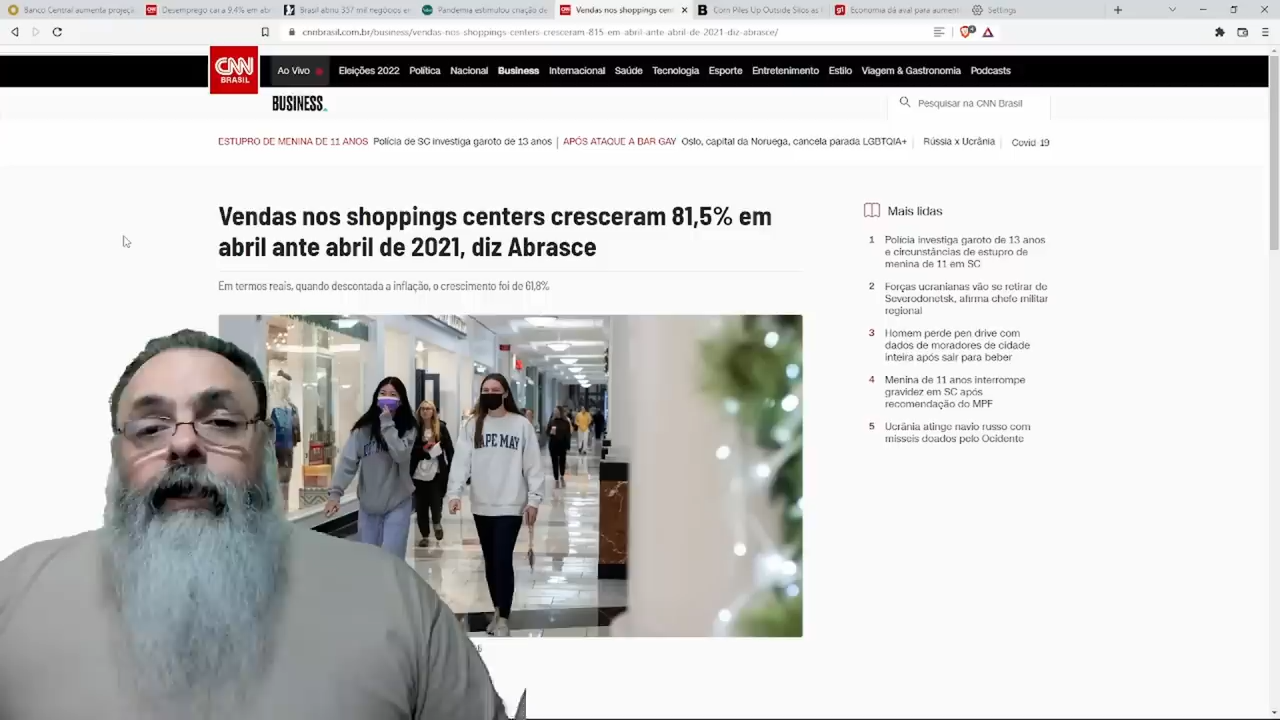 Banco Central aumenta projeç
Desemprego cai a 9,4% em abr
Brasil abriu 337 mil negócios em
Pandemia estimulou criação de
Vendas nos shoppings cen
Corn Piles Up Outside Silos as
Economia dá aval para aument
Settings
cnnbrasil.com.br/business/vendas-nos-shoppings-centers-cresceram-815-em-abril-ante-abril-de-2021-diz-abrasce/
CNN
BRASIL
Ao Vivo
Eleições 2022
Política
Nacional
Business
Internacional
Saúde
Tecnologia
Esporte
Entretenimento
Estilo
Viagem & Gastronomia
Podcasts
BUSINESS.
Pesquisar na CNN Brasil
ESTUPRO DE MENINA DE 11 ANOS Polícia de SC investiga garoto de 13 anos
APÓS ATAQUE A BAR GAY Oslo, capital da Noruega, cancela parada LGBTQIA+
Rússia x Ucrânia
Covid 19
Vendas nos shoppings centers cresceram 81,5% em
abril ante abril de 2021, diz Abrasce
Em termos reais, quando descontada a inflação, o crescimento foi de 61,8%
APE MAY
Mais lidas
1 Polícia investiga garoto de 13 anos
e circunstâncias de estupro de
menina de 11 em SC
2 Forças ucranianas vão se retirar de
Severodonetsk, afirma chefe militar
regional
3 Homem perde pen drive com
dados de moradores de cidade
inteira após sair para beber
4 Menina de 11 anos interrompe
gravidez em SC após
recomendação do MPF
5 Ucrânia atinge navio russo com
mísseis doados pelo Ocidente